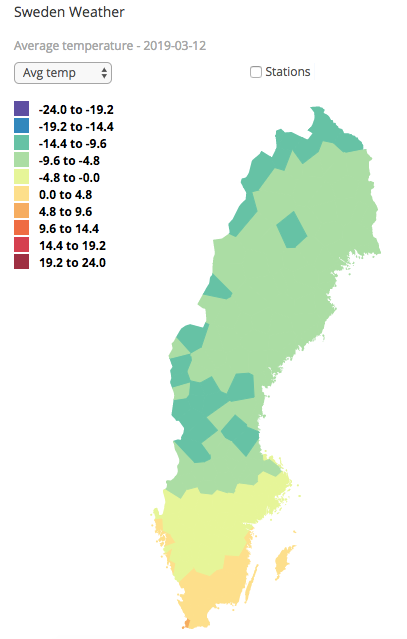 Sweden Weather
Average temperature - 2019-03-12
Avg temp
Stations
-24.0 to -19.2
-19.2 to -14.4
-14.4 to -9.6
-9.6 to -4.8
-4.8 to -0.0
0.0 to 4.8
4.8 to 9.6
9.6 to 14.4
14.4 to 19.2
19.2 to 24.0